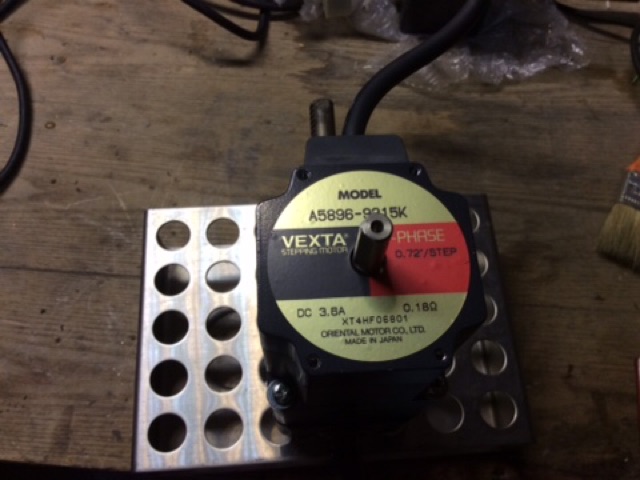 MODEL
A5896-9215K
VEXTA®
STEPPING MOTOR
-PHASE
0.72°/STEP
DC 3.6A 0.18Ω
XT4HF06801
ORIENTAL MOTOR CO., LTD.
MADE IN JAPAN